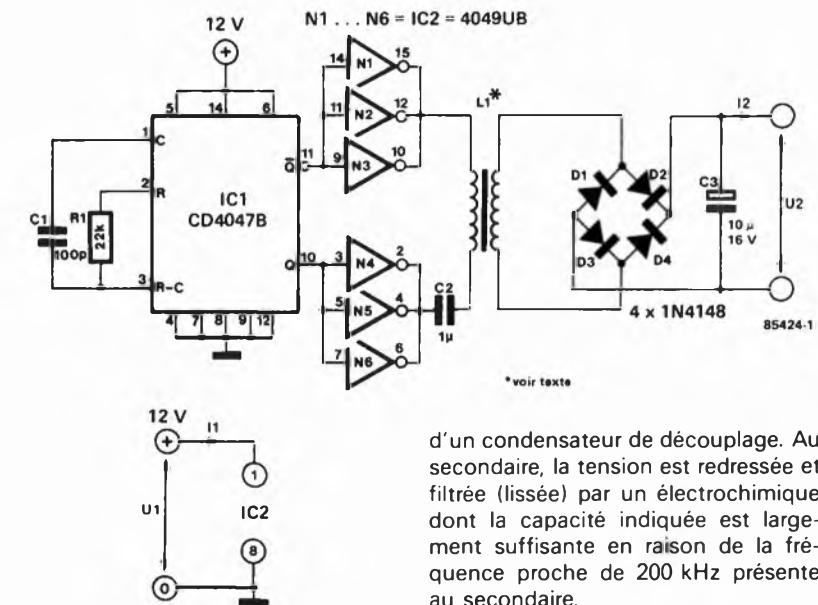 12 V
N1 . . . N6 = IC2 = 4049UB
+
5 14 6
14 N1 15
11 N2 12
9 N3 10
L1*
I2
1 C
2 R
3 R-C
C1
100p
R1
22k
IC1
CD4047B
Q̄ 11
Q 10
4 7 8 9 12
3 N4 2
5 N5 4
7 N6 6
C2
1µ
D1 D2
D3 D4
4 x 1N4148
C3
10 µ
16 V
U2
85424-1
*voir texte
12 V
+
I1
1
U1
IC2
8
0
d'un condensateur de découplage. Au
secondaire, la tension est redressée et
filtrée (lissée) par un électrochimique
dont la capacité indiquée est large-
ment suffisante en raison de la fré-
quence proche de 200 kHz présente
au secondaire.